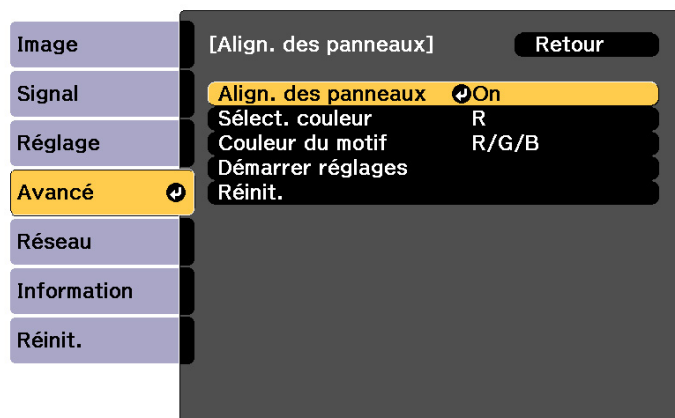 Image
Signal
Réglage
Avancé
Réseau
Information
Réinit.
[Align. des panneaux] Retour
Align. des panneaux On
Sélect. couleur R
Couleur du motif R/G/B
Démarrer réglages
Réinit.